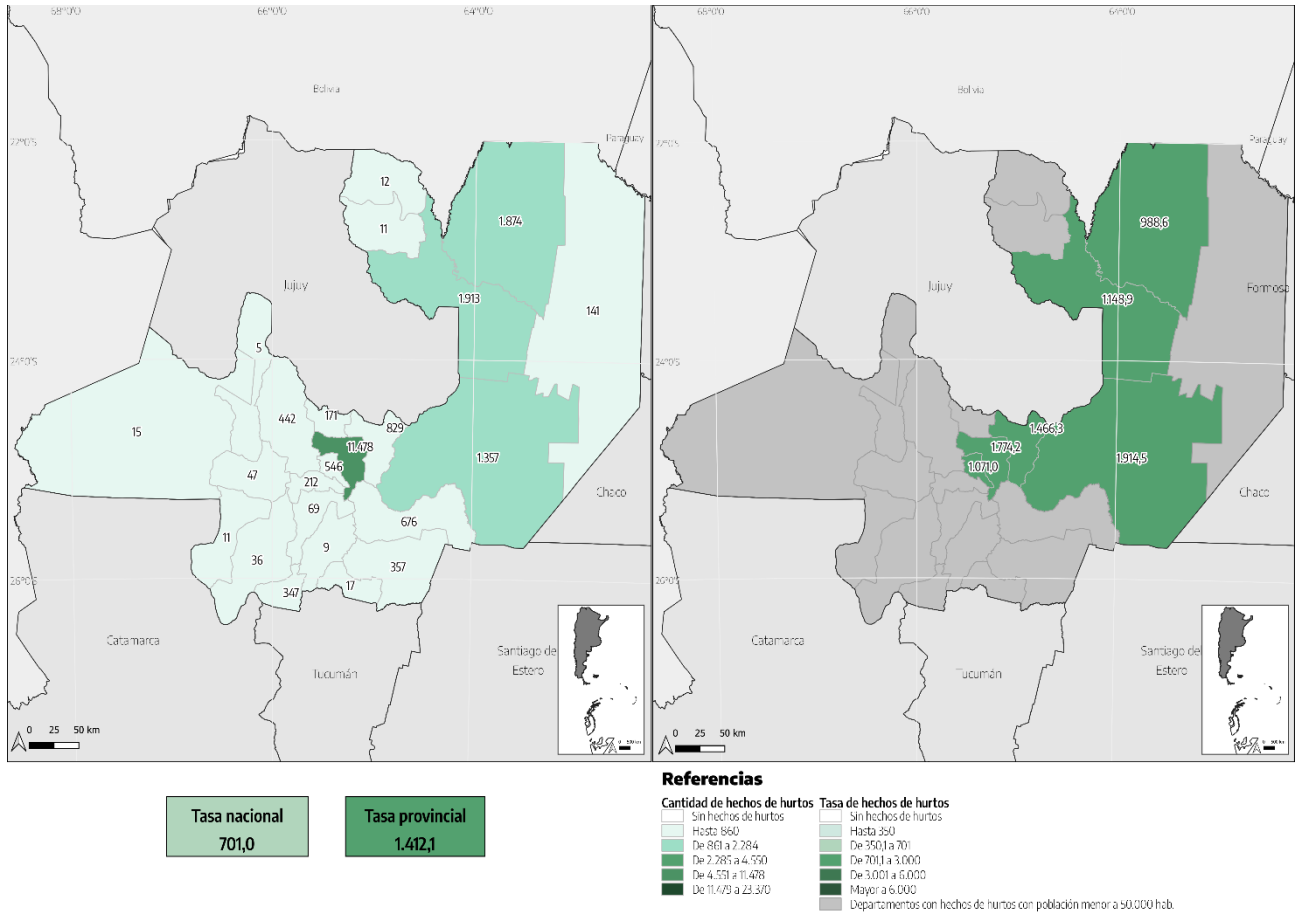 68°0'0
66°0'0
64°0'0
Bolivia
Paraguay
22°0'S
12
11
1.874
1.913
141
Jujuy
24°0'S
5
15
442
171
829
11.478
546
1.357
47
212
69
676
11
36
9
357
347
17
26°0'S
Chaco
Catamarca
Tucumán
Santiago de
Estero
0 25 50 km
68°0'0
66°0'0
64°0'0
Bolivia
Paraguay
22°0'S
988,6
1.148,9
Formosa
Jujuy
24°0'S
1.466,3
1.774,2
1.071,0
1.914,5
Chaco
26°0'S
Catamarca
Tucumán
Santiago de
Estero
0 25 50 km
Tasa nacional
701,0
Tasa provincial
1.412,1
Referencias
Cantidad de hechos de hurtos
Sin hechos de hurtos
Hasta 860
De 861 a 2.284
De 2.285 a 4.550
De 4.551 a 11.478
De 11.479 a 23.370
Tasa de hechos de hurtos
Sin hechos de hurtos
Hasta 350
De 350,1 a 701
De 701,1 a 3.000
De 3.001 a 6.000
Mayor a 6.000
Departamentos con hechos de hurtos con población menor a 50.000 hab.